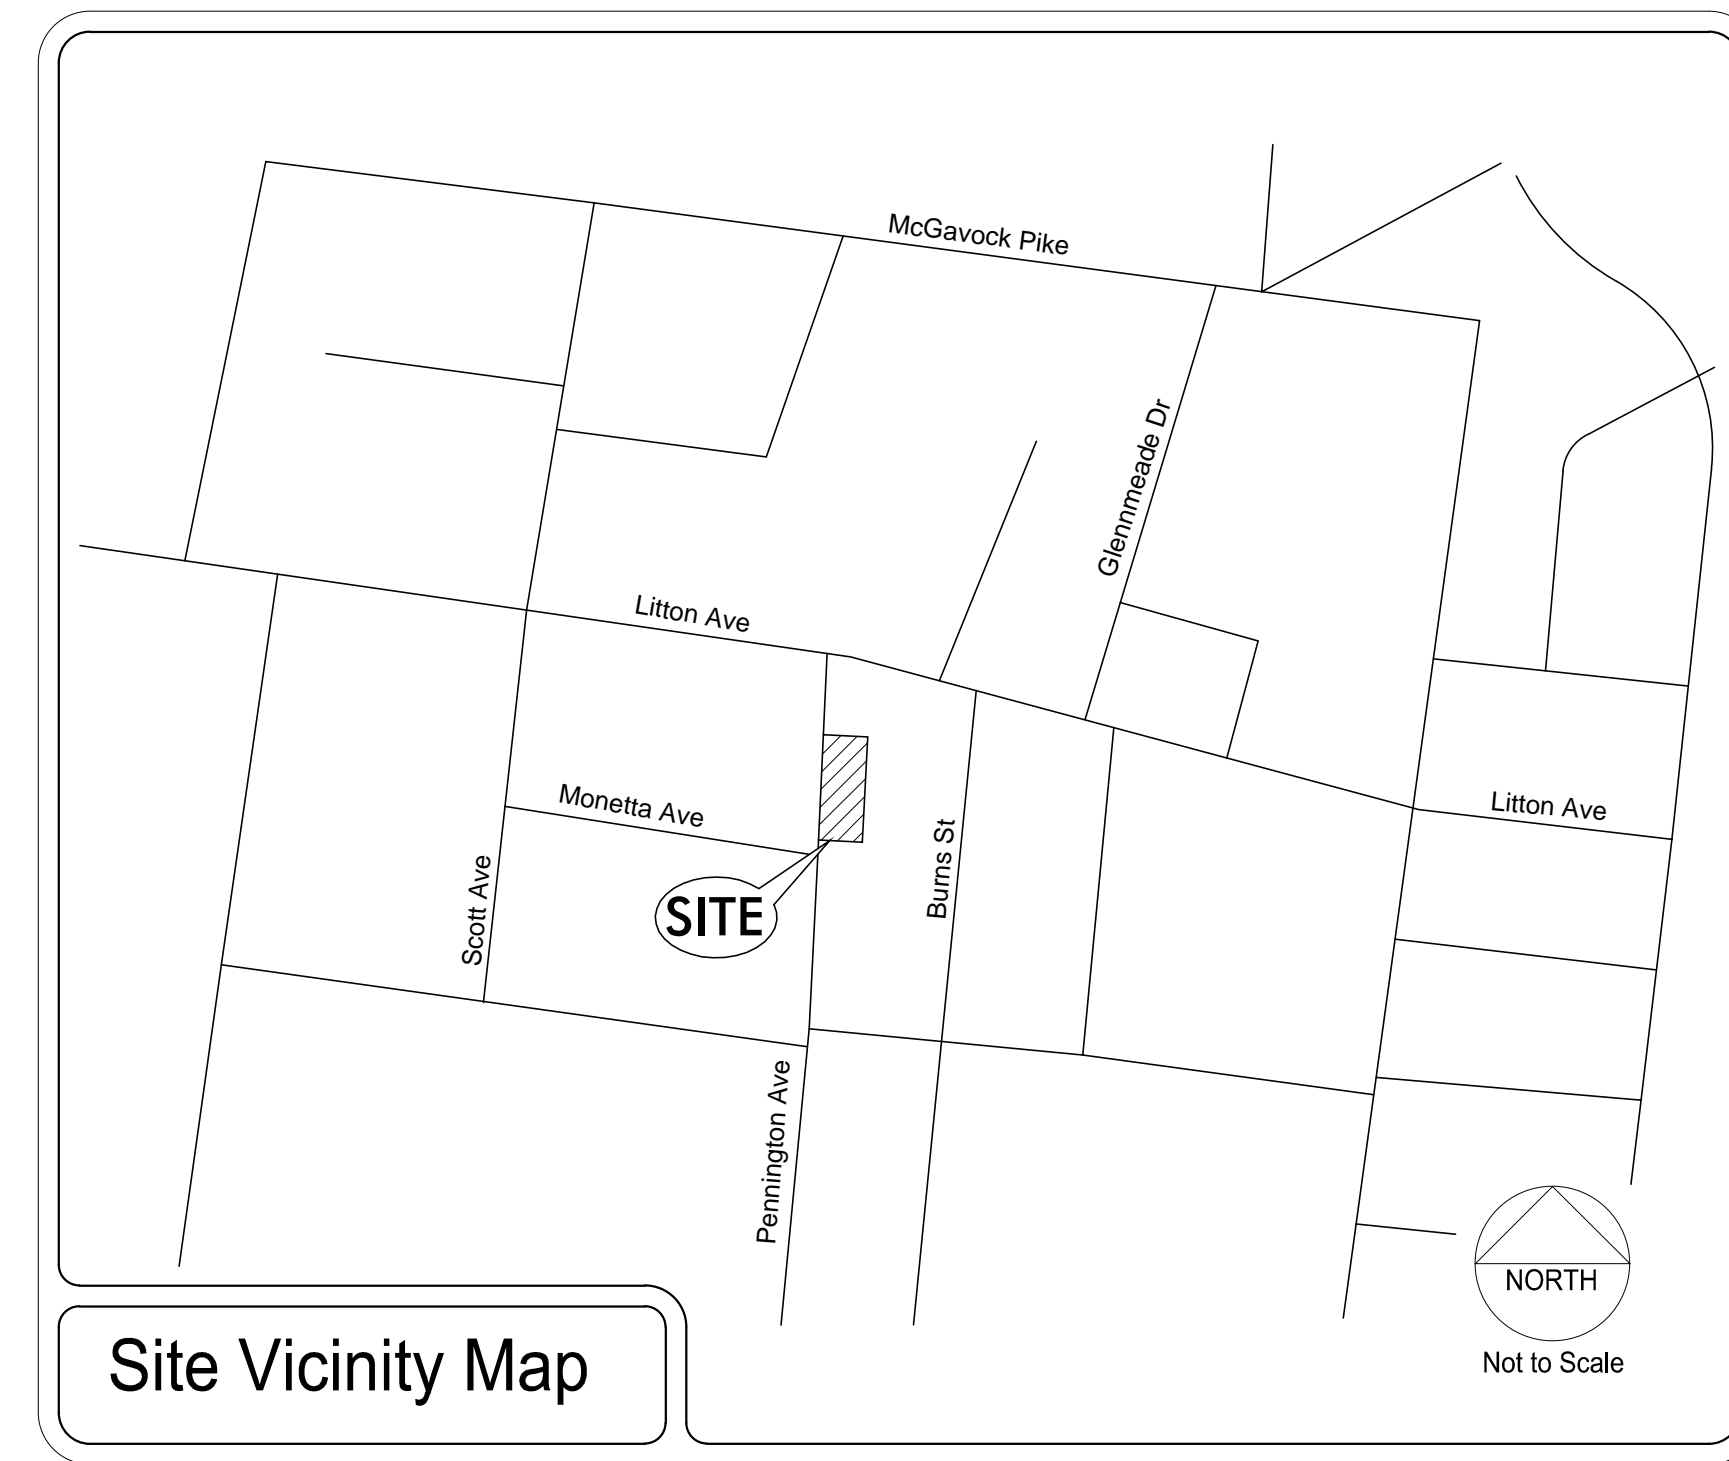 McGavock Pike
Glennmeade Dr
Litton Ave
Monetta Ave
Litton Ave
Scott Ave
SITE
Burns St
Pennington Ave
NORTH
Not to Scale
Site Vicinity Map